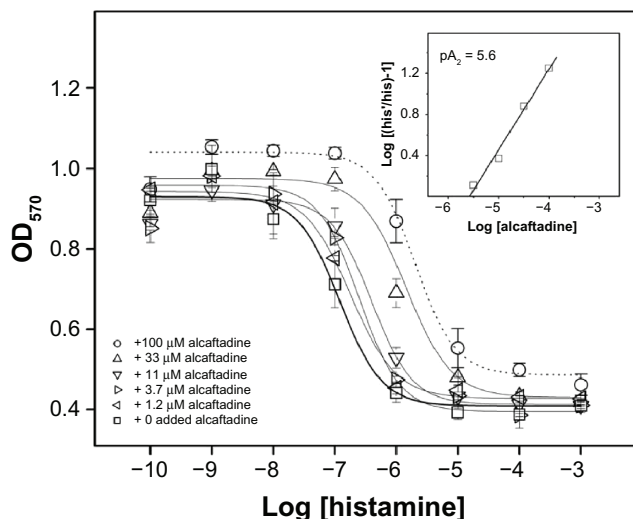 OD570
1.2
1.0
0.8
0.6
0.4
+100 μM alcaftadine
+ 33 μM alcaftadine
+ 11 μM alcaftadine
+ 3.7 μM alcaftadine
+ 1.2 μM alcaftadine
+ 0 added alcaftadine
−10 −9 −8 −7 −6 −5 −4 −3
Log [histamine]
pA2 = 5.6
Log [(his'/his)-1]
1.2
0.4
−6 −5 −4 −3
Log [alcaftadine]